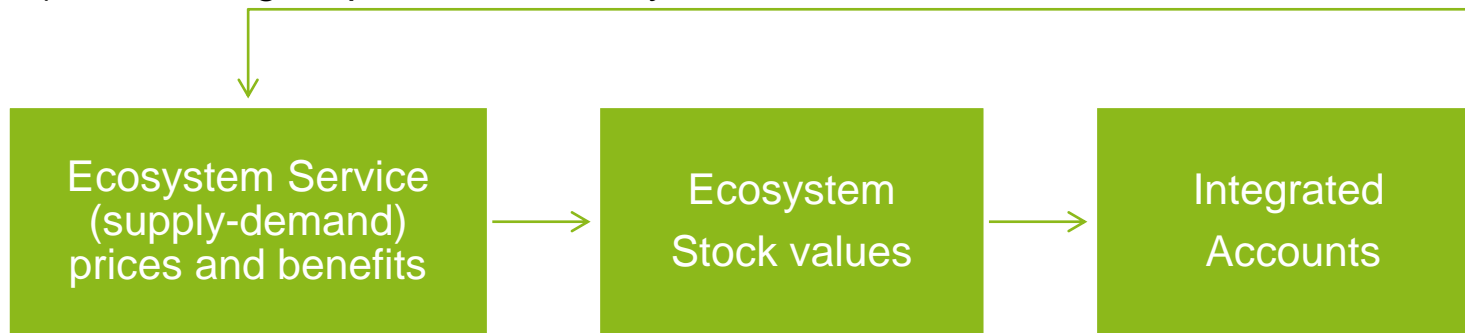 Ecosystem Service
(supply-demand)
prices and benefits
Ecosystem
Stock values
Integrated
Accounts